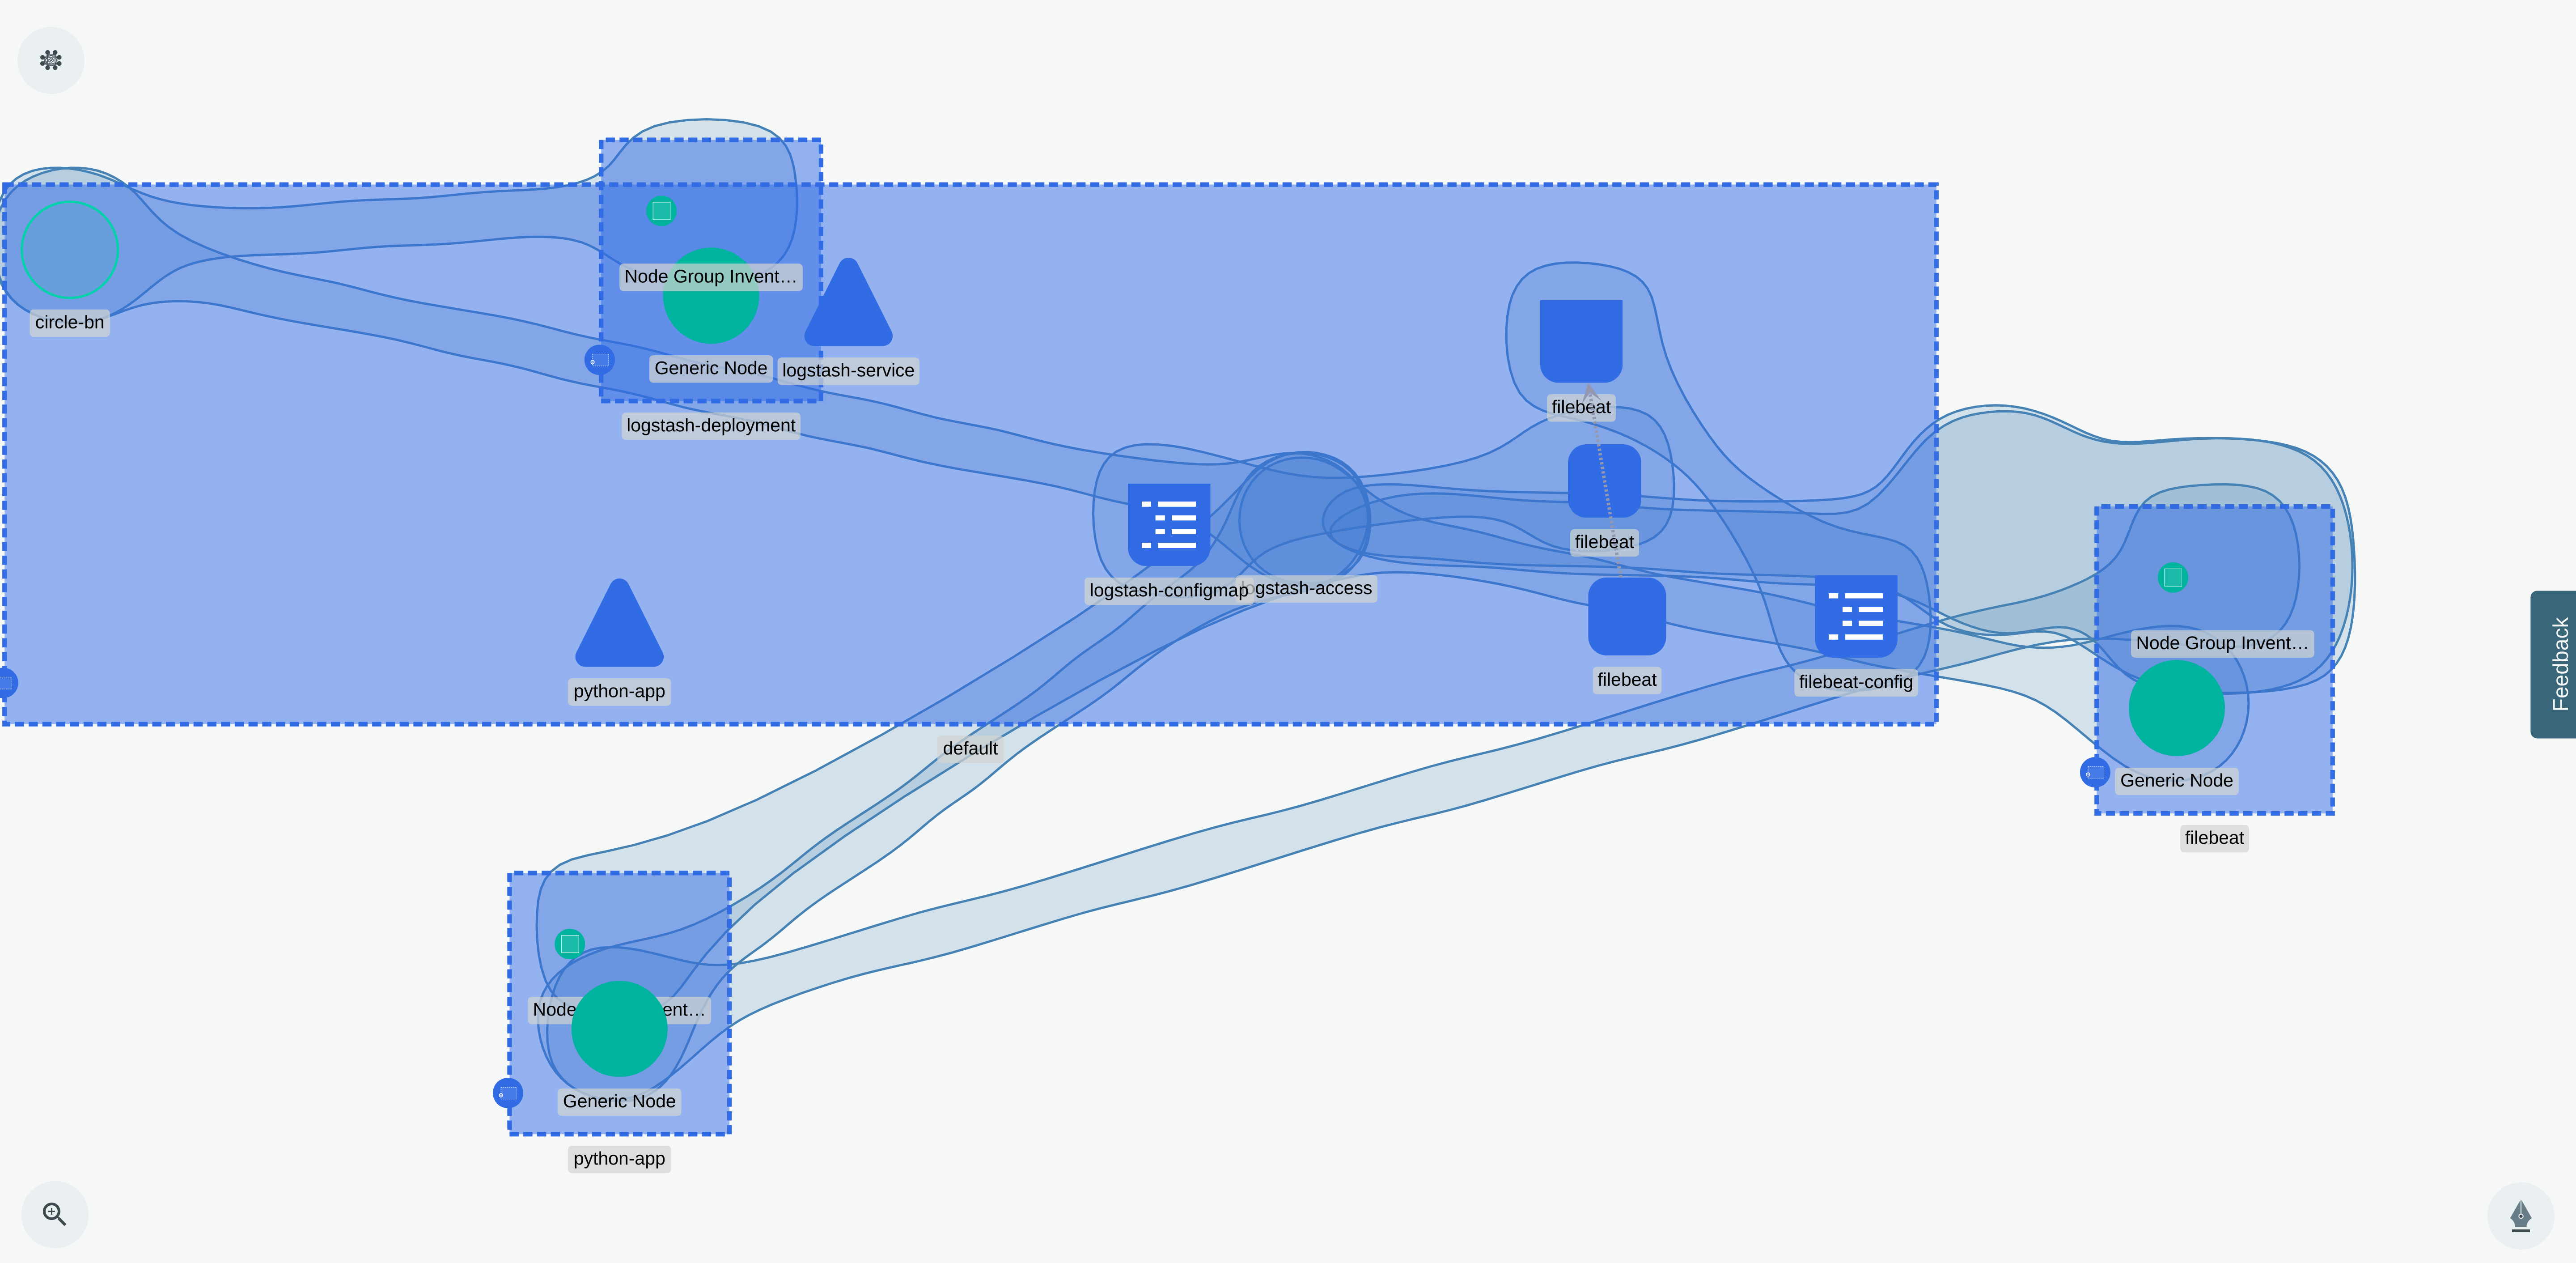 Node Group Invent…
circle-bn
Generic Node
logstash-service
logstash-deployment
filebeat
filebeat
logstash-configmap
logstash-access
filebeat
filebeat-config
python-app
default
Node Group Invent…
Generic Node
filebeat
Feedback
Node ent…
Generic Node
python-app